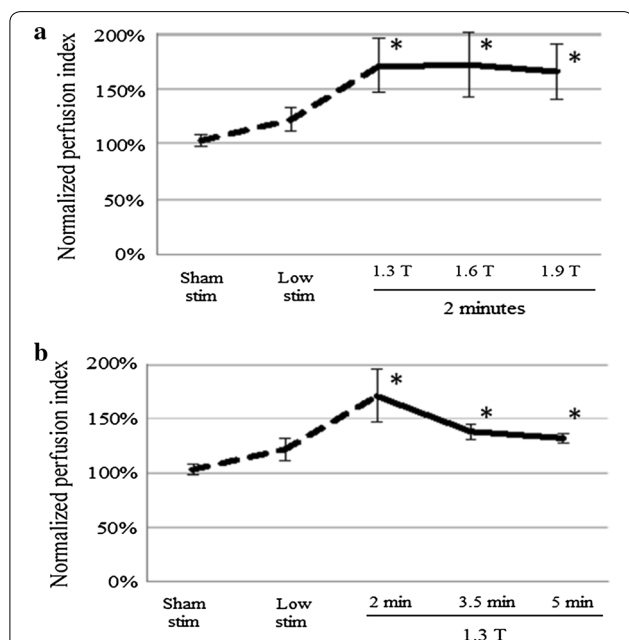 a
Normalized perfusion index
200%
*
*
*
150%
100%
50%
0%
Sham stim
Low stim
1.3 T
1.6 T
1.9 T
2 minutes
b
Normalized perfusion index
200%
*
*
*
150%
100%
50%
0%
Sham stim
Low stim
2 min
3.5 min
5 min
1.3 T